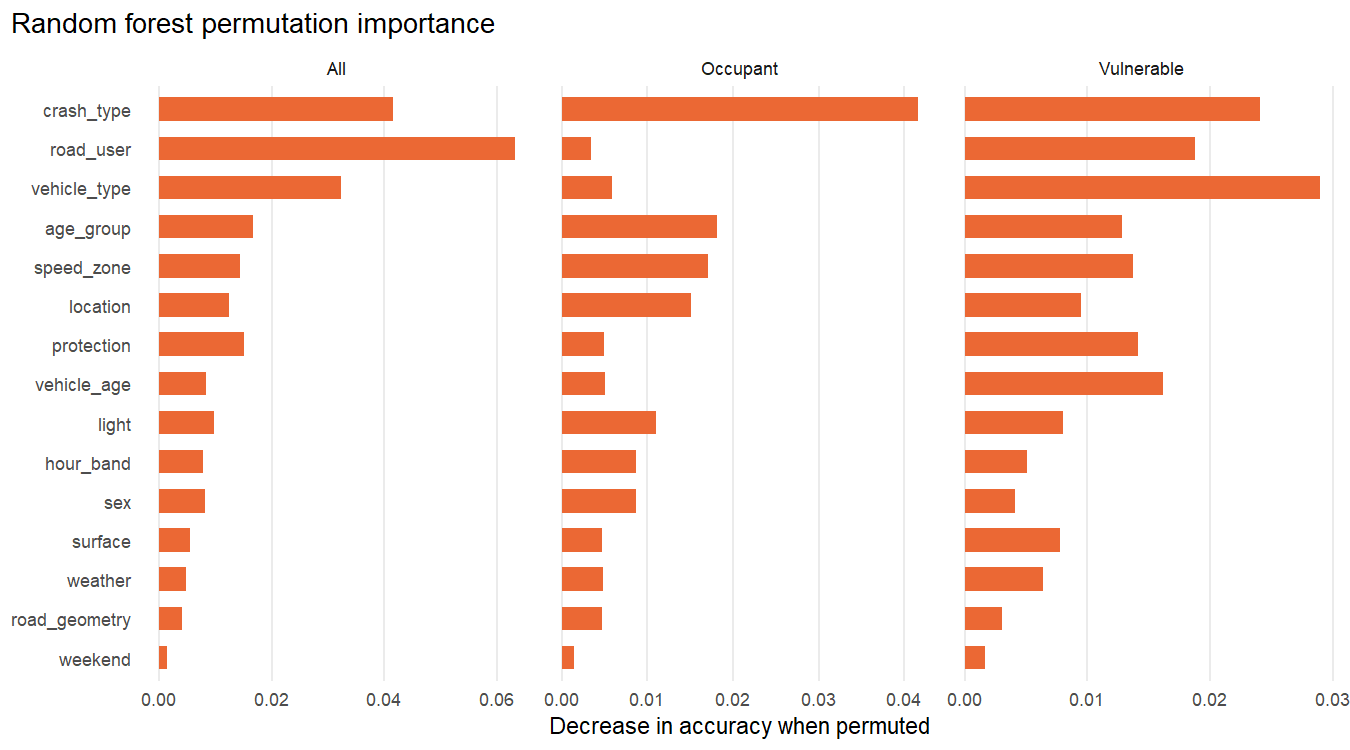 Random forest permutation importance
All Occupant Vulnerable
crash_type
road_user
vehicle_type
age_group
speed_zone
location
protection
vehicle_age
light
hour_band
sex
surface
weather
road_geometry
weekend
0.00 0.02 0.04 0.06 0.00 0.01 0.02 0.03 0.04 0.00 0.01 0.02 0.03
Decrease in accuracy when permuted